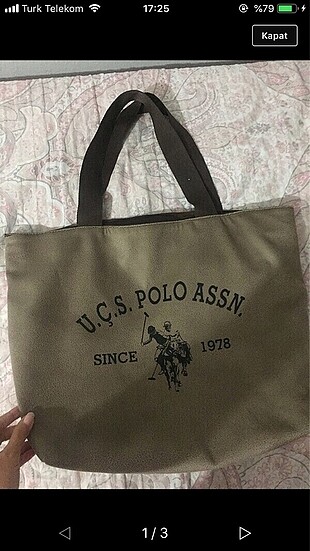 Turk Telekom 17:25 %79
Kapat
U.Ç.S. POLO ASSN.
SINCE 1978
1 / 3